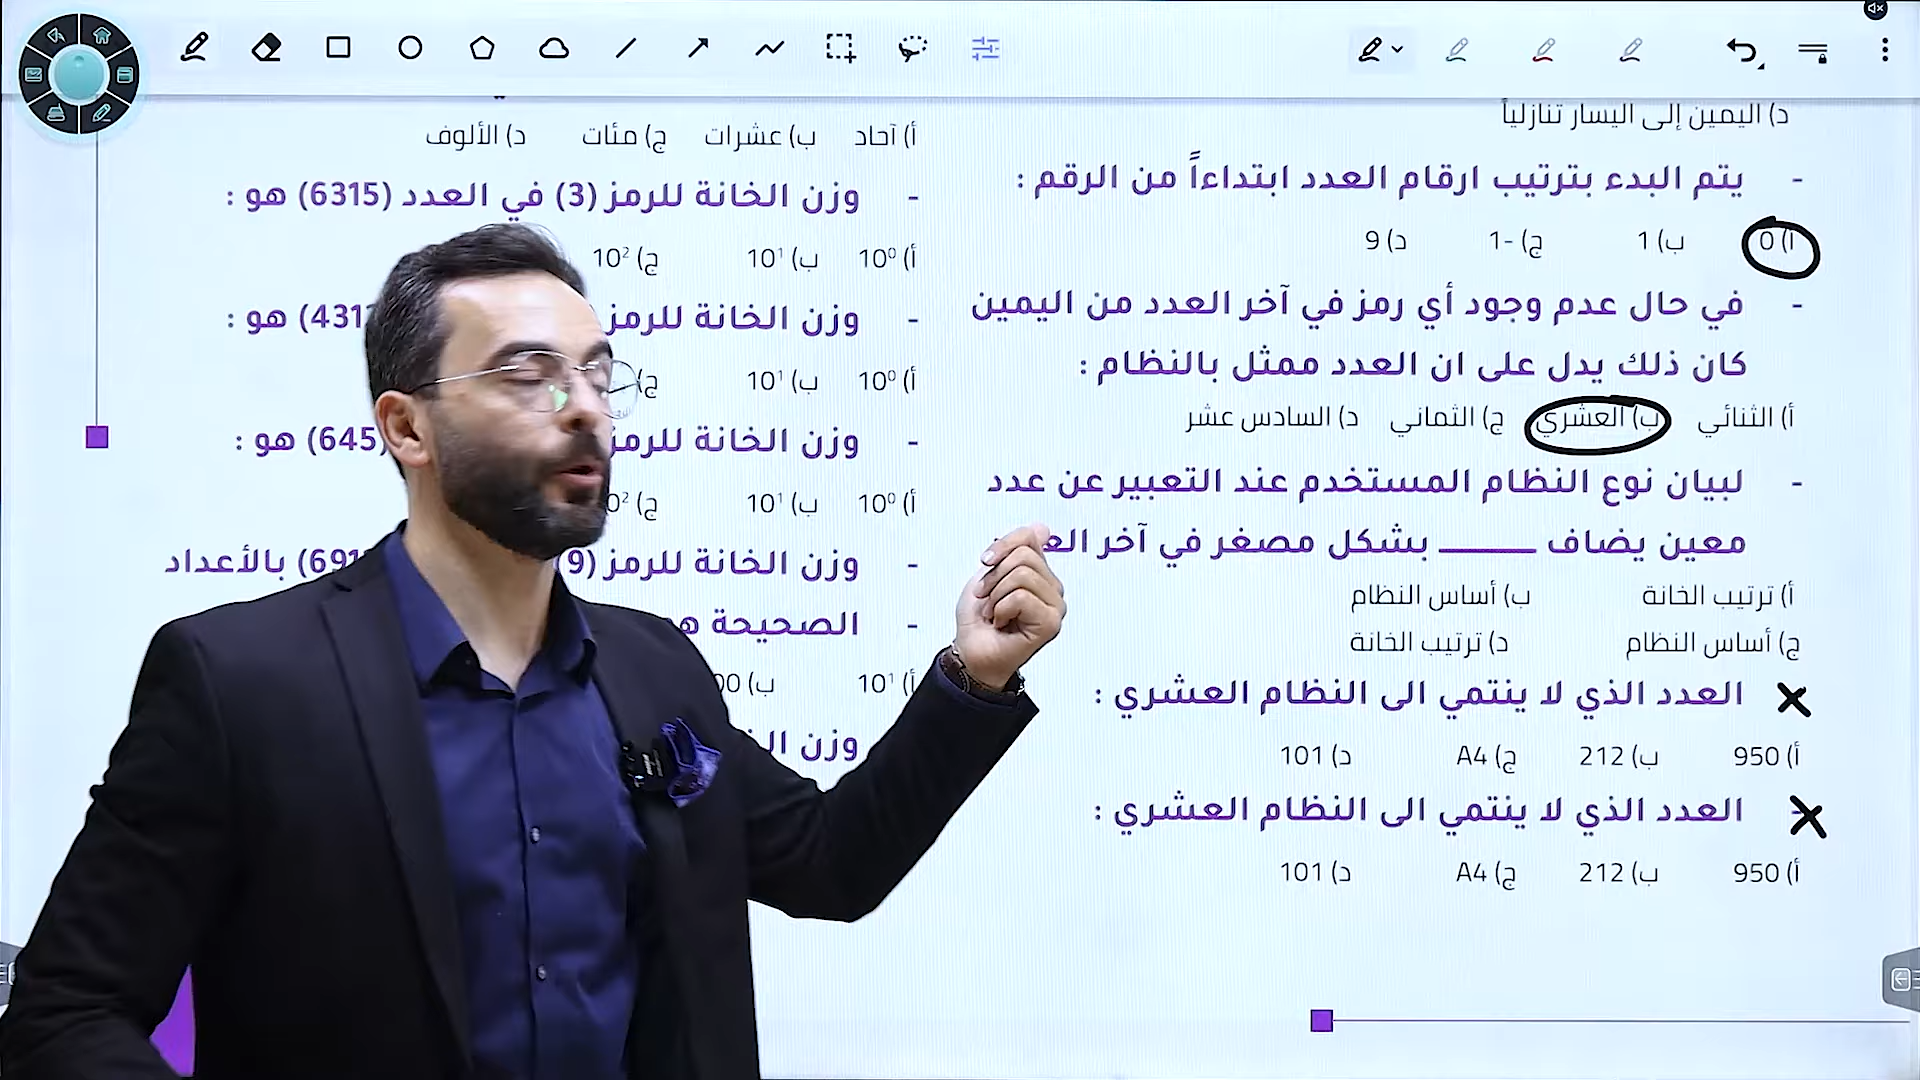 د) اليمين إلى اليسار تنازلياً
- يتم البدء بترتيب ارقام العدد ابتداءاً من الرقم :
أ) 0 ب) 1 ج) -1 د) 9
- في حال عدم وجود أي رمز في آخر العدد من اليمين
كان ذلك يدل على ان العدد ممثل بالنظام :
أ) الثنائي ب) العشري ج) الثماني د) السادس عشر
- لبيان نوع النظام المستخدم عند التعبير عن عدد
معين يضاف ـــــــــ بشكل مصغر في آخر
أ) ترتيب الخانة ب) أساس النظام
ج) أساس النظام د) ترتيب الخانة
العدد الذي لا ينتمي الى النظام العشري :
أ) 950 ب) 212 ج) A4 د) 101
العدد الذي لا ينتمي الى النظام العشري :
أ) 950 ب) 212 ج) A4 د) 101
أ) آحاد ب) عشرات ج) مئات د) الألوف
- وزن الخانة للرمز (3) في العدد (6315) هو :
أ) 10⁰ ب) 10¹ ج) 10²
- وزن الخانة للرمز هو :
أ) 10⁰ ب) 10¹ ج)
- وزن الخانة للرمز (645) هو :
أ) 10⁰ ب) 10¹ ج)
- وزن الخانة للرمز (9) بالأعداد
الصحيحة
أ) 10¹ ب)
وزن